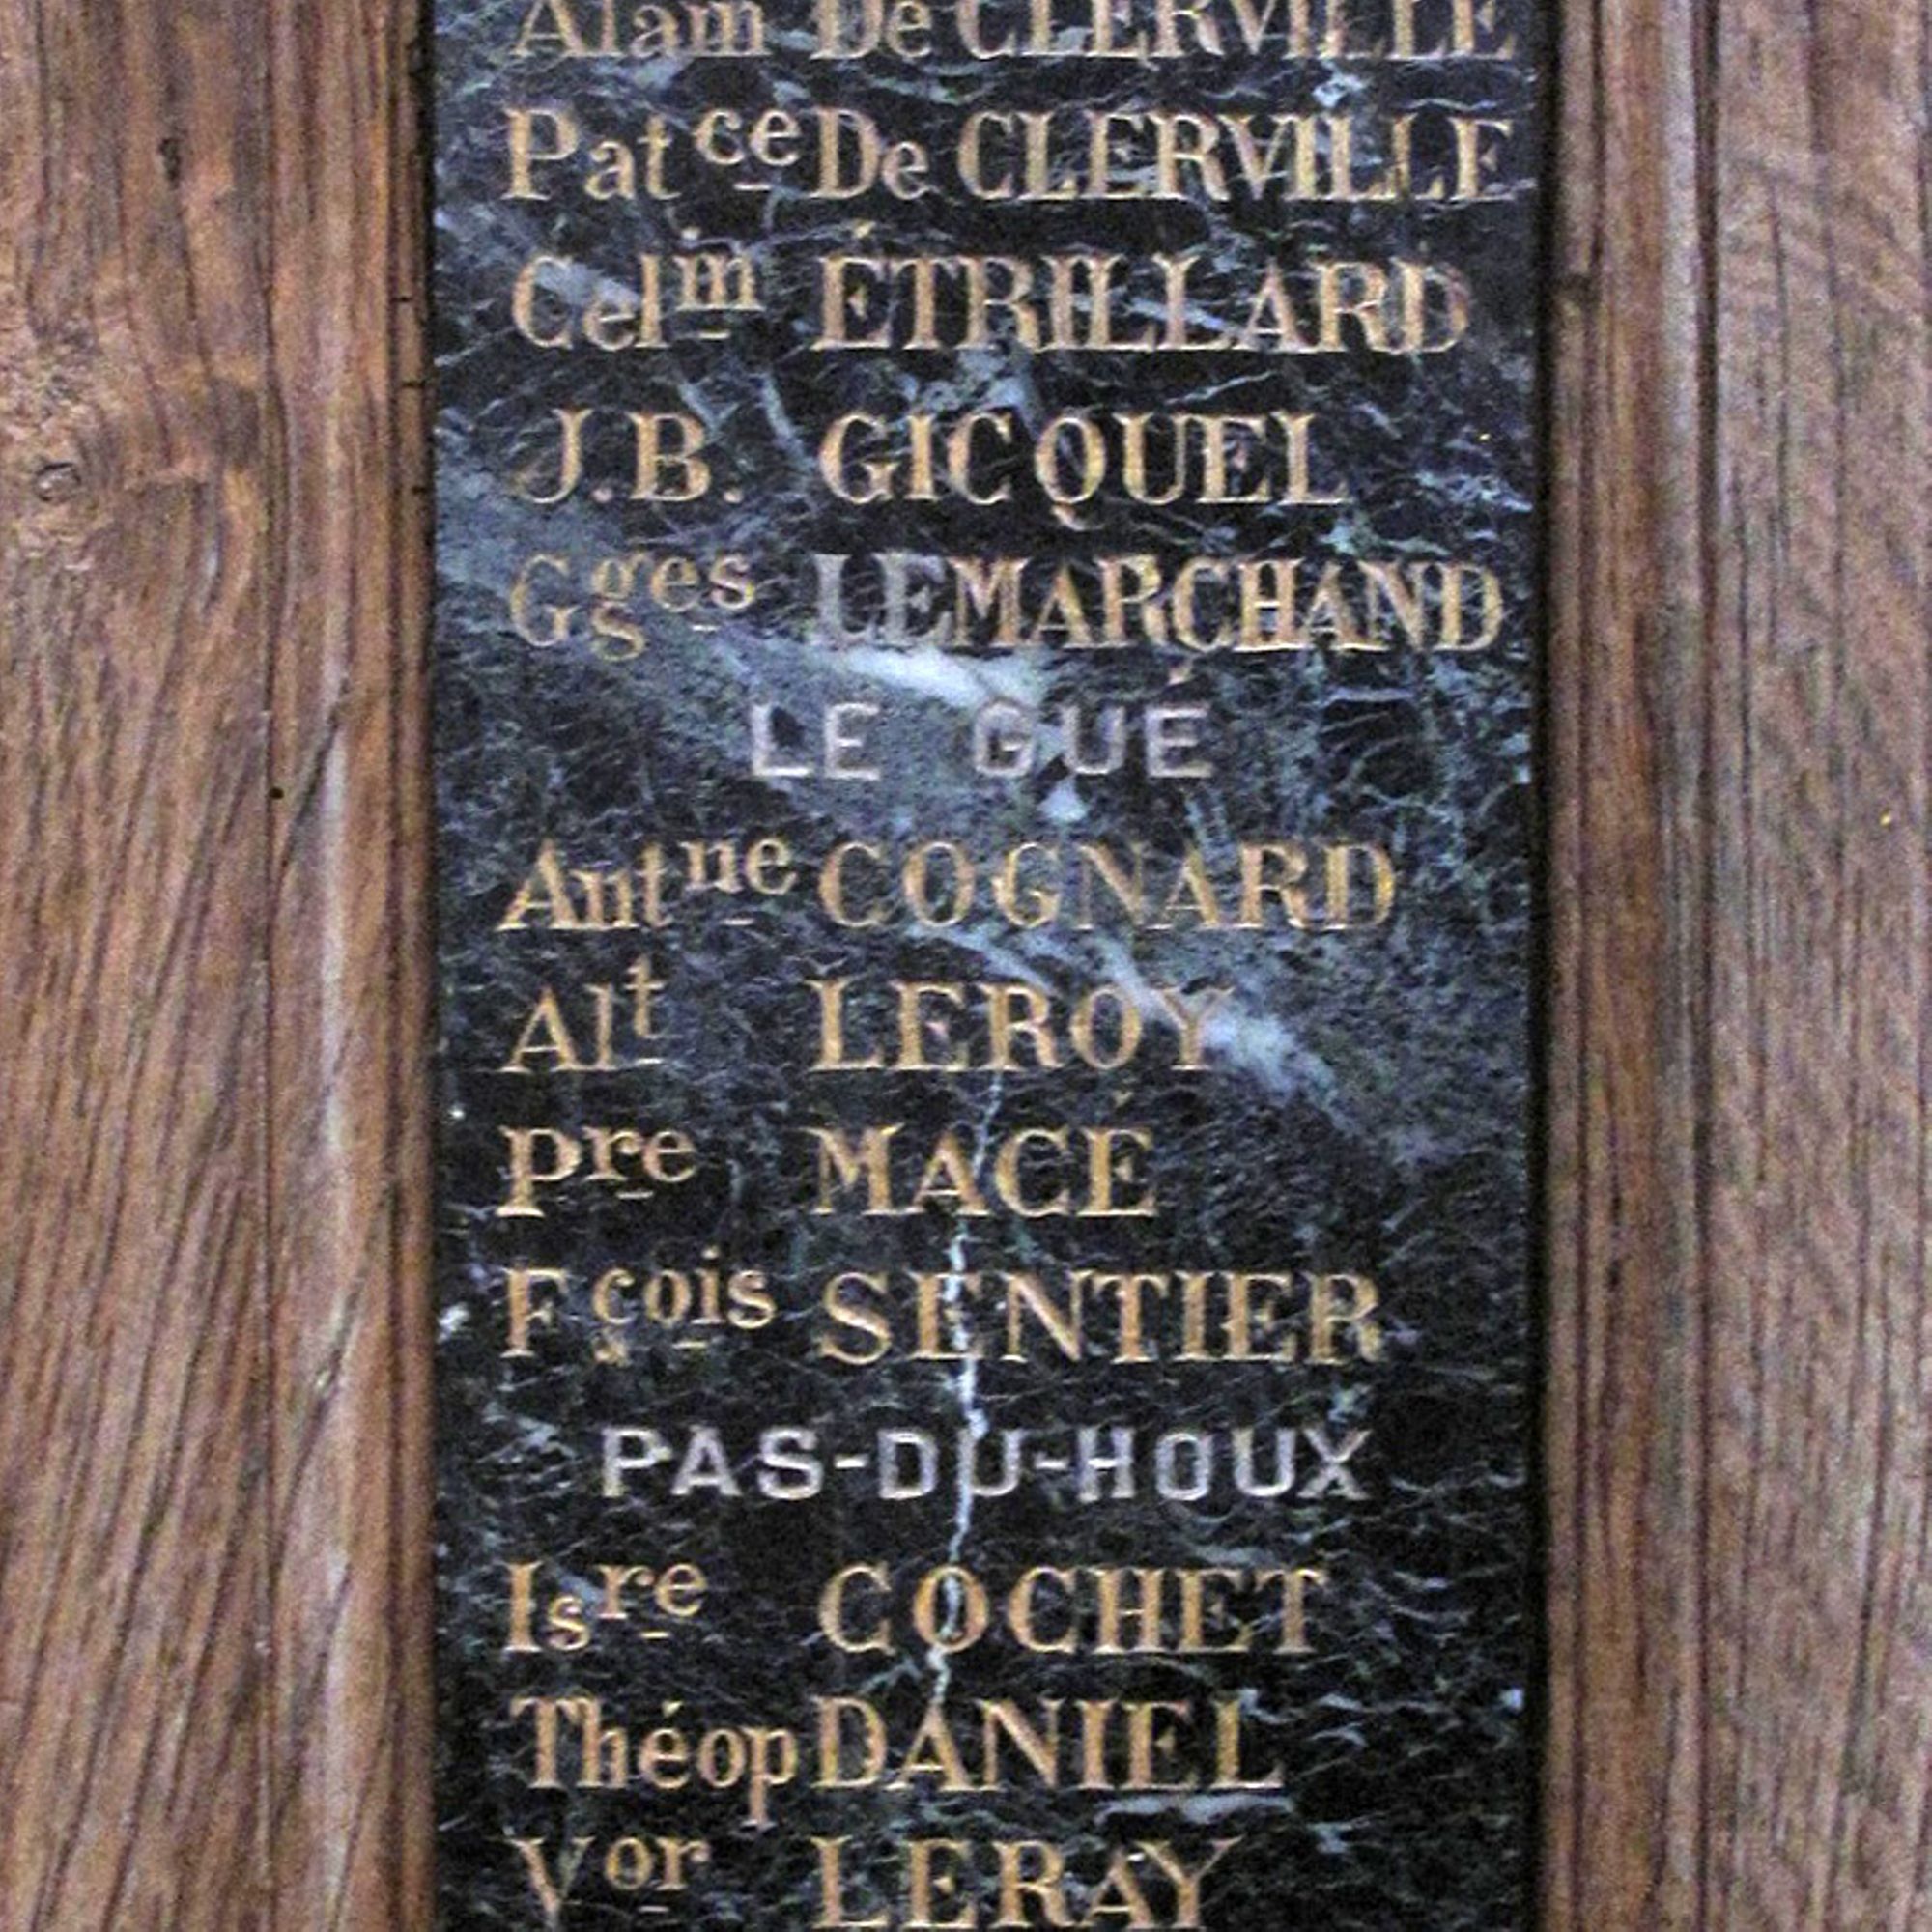 Alain De CLERVILLE
Patce De CLERVILLE
Celin ÉTRILLARD
J.B. GICQUEL
Gges LEMARCHAND
LE GUÉ
Antne COGNARD
Alt LEROY
Pre MACÉ
Fçois SENTIER
PAS-DU-HOUX
Isre COCHET
Théop DANIEL
Vor LERAY